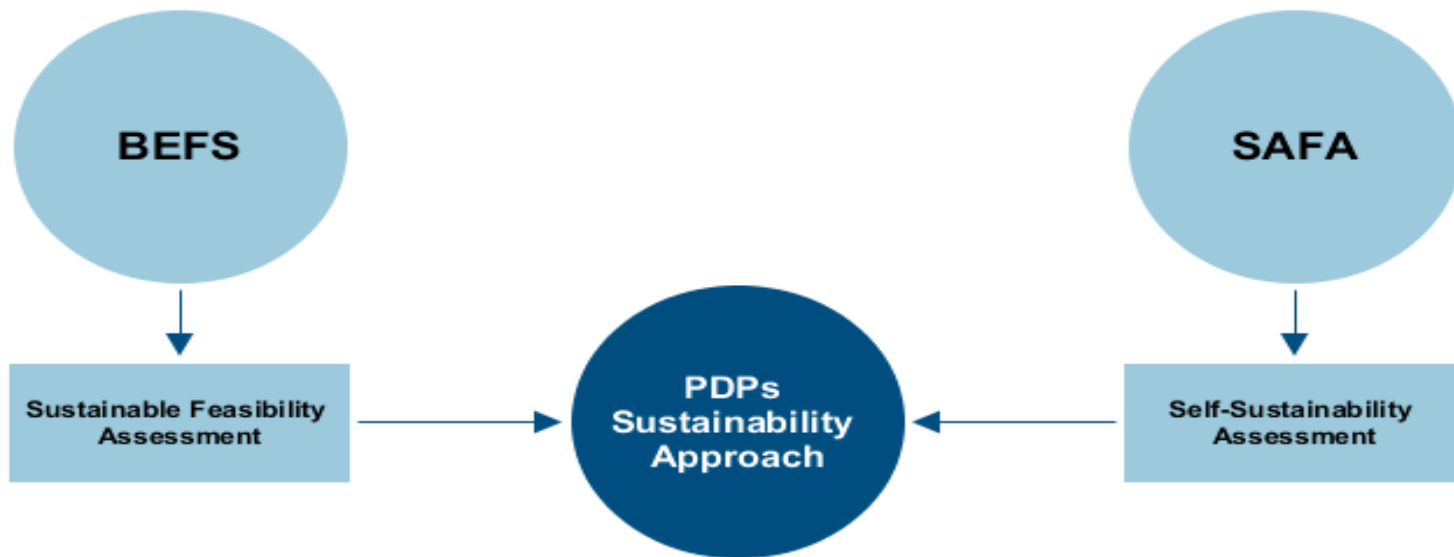 BEFS
SAFA
Sustainable Feasibility
Assessment
PDPs
Sustainability
Approach
Self-Sustainability
Assessment